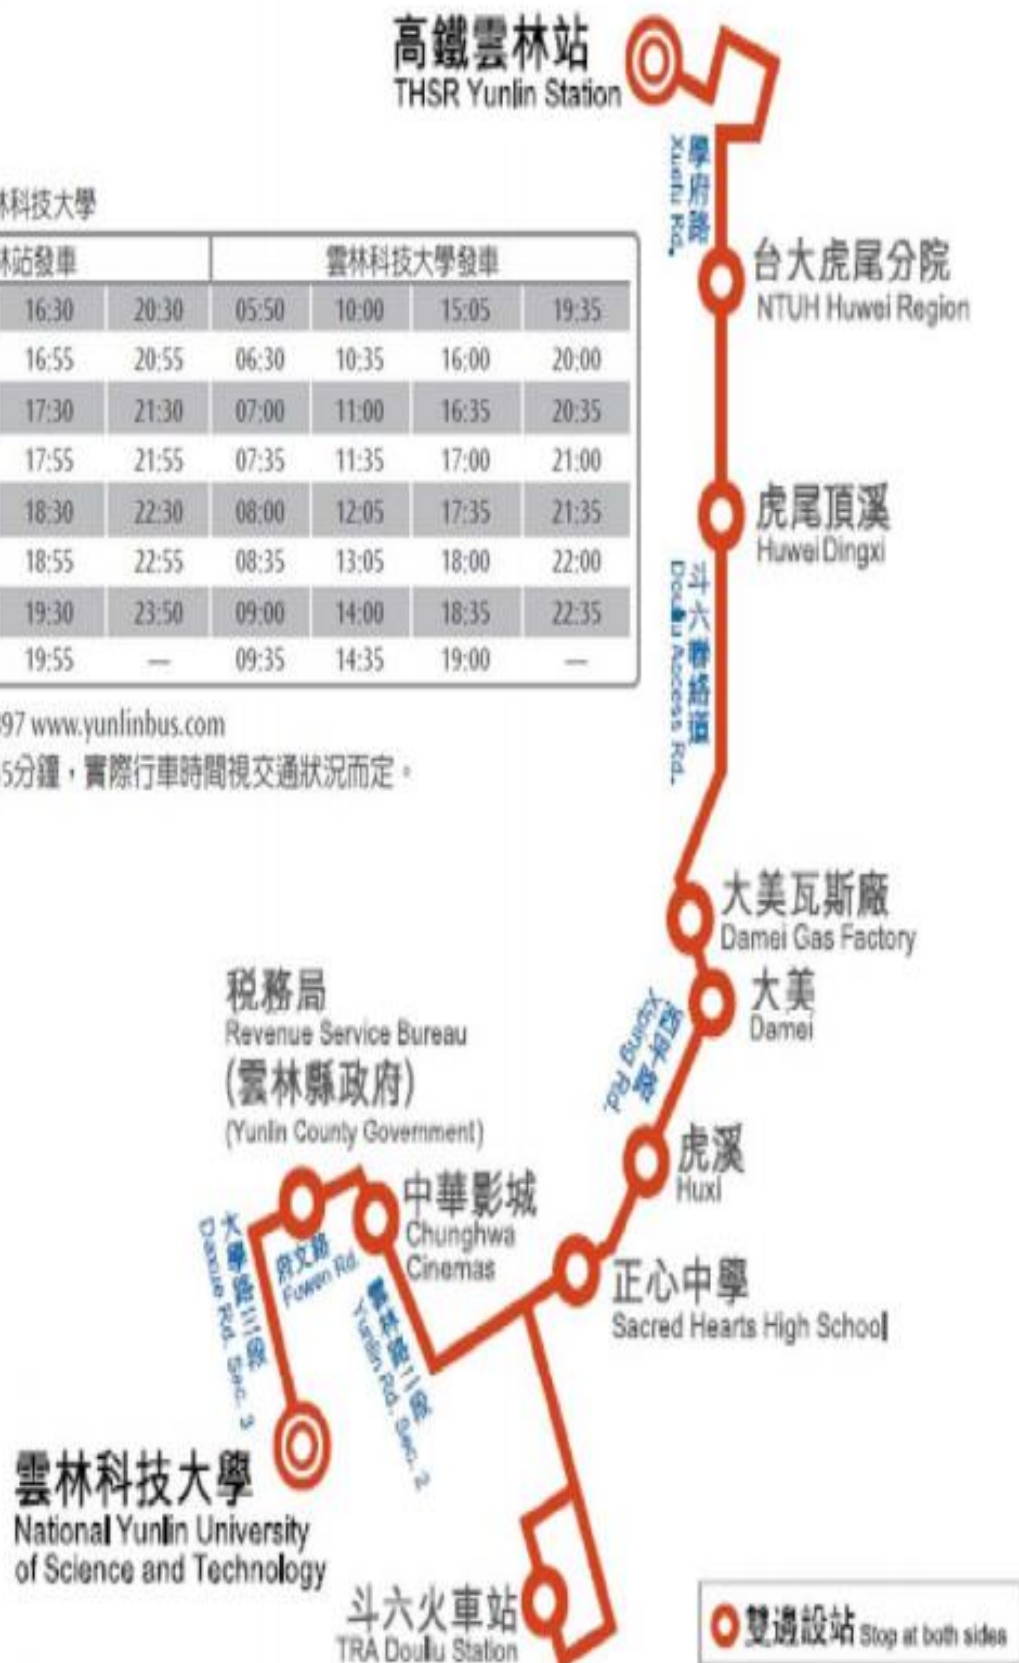 高鐵雲林站
THSR Yunlin Station
學府路
Xuefu Rd.
林科技大學
林站發車 雲林科技大學發車
16:30 20:30 05:50 10:00 15:05 19:35
16:55 20:55 06:30 10:35 16:00 20:00
17:30 21:30 07:00 11:00 16:35 20:35
17:55 21:55 07:35 11:35 17:00 21:00
18:30 22:30 08:00 12:05 17:35 21:35
18:55 22:55 08:35 13:05 18:00 22:00
19:30 23:50 09:00 14:00 18:35 22:35
19:55 — 09:35 14:35 19:00 —
97 www.yunlinbus.com
5分鐘，實際行車時間視交通狀況而定。
台大虎尾分院
NTUH Huwei Region
虎尾頂溪
Huwei Dingxi
斗六聯絡道
Douliu Access Rd.
大美瓦斯廠
Damei Gas Factory
大美
Damei
Xiping Rd.
虎溪
Huxi
正心中學
Sacred Hearts High School
稅務局
Revenue Service Bureau
(雲林縣政府)
(Yunlin County Government)
中華影城
Chunghwa
Cinemas
府文路
Fuwen Rd.
Yunlin Rd. Sec. 2
Daxue Rd. Sec. 3
雲林科技大學
National Yunlin University
of Science and Technology
斗六火車站
TRA Douliu Station
雙邊設站 Stop at both sides